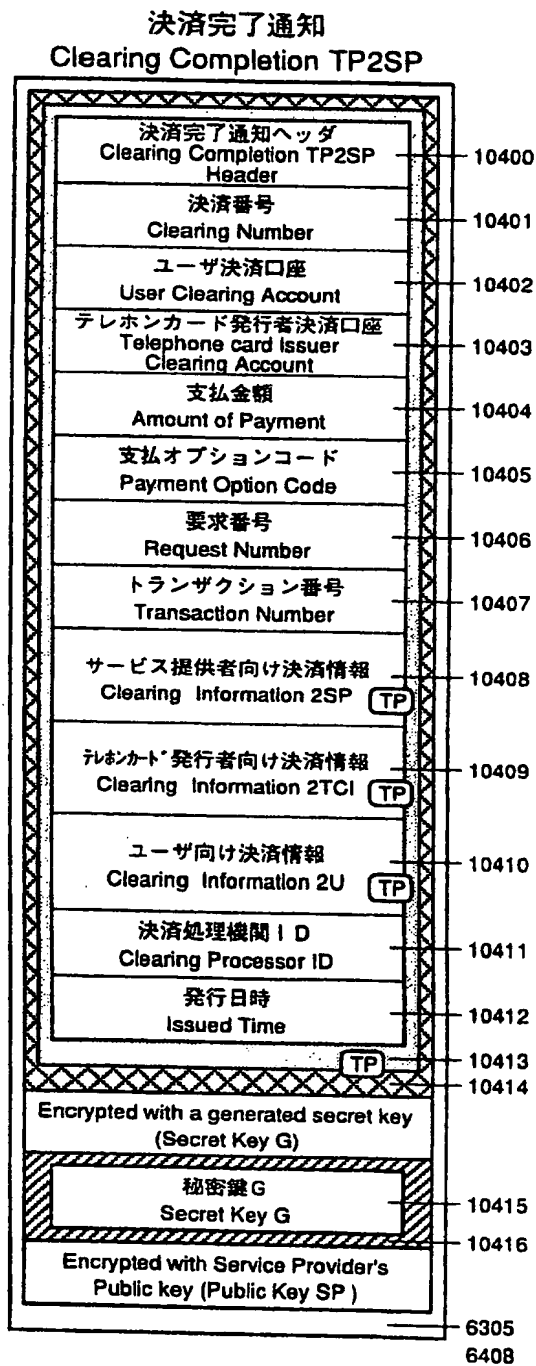 決済完了通知
Clearing Completion TP2SP
決済完了通知ヘッダ
Clearing Completion TP2SP
Header
10400
決済番号
Clearing Number
10401
ユーザ決済口座
User Clearing Account
10402
テレホンカード発行者決済口座
Telephone card Issuer
Clearing Account
10403
支払金額
Amount of Payment
10404
支払オプションコード
Payment Option Code
10405
要求番号
Request Number
10406
トランザクション番号
Transaction Number
10407
サービス提供者向け決済情報
Clearing Information 2SP
TP
10408
テレホンカード発行者向け決済情報
Clearing Information 2TCI
TP
10409
ユーザ向け決済情報
Clearing Information 2U
TP
10410
決済処理機関ID
Clearing Processor ID
10411
発行日時
Issued Time
10412
TP
10413
10414
Encrypted with a generated secret key
(Secret Key G)
秘密鍵G
Secret Key G
10415
10416
Encrypted with Service Provider's
Public key (Public Key SP )
6305
6408